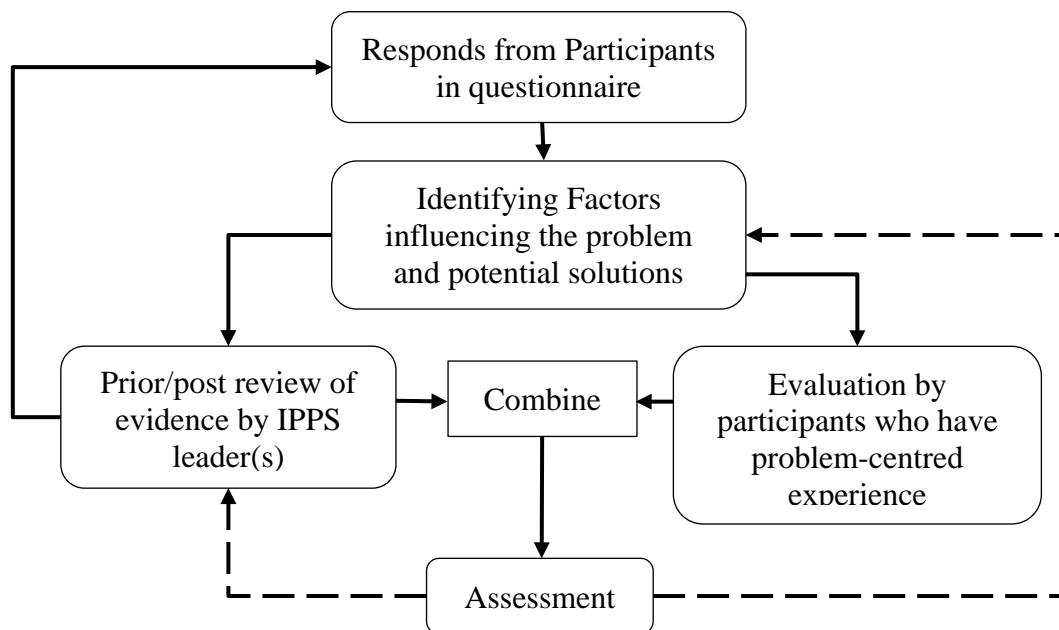 Responds from Participants
in questionnaire
Identifying Factors
influencing the problem
and potential solutions
Prior/post review of
evidence by IPPS
leader(s)
Combine
Evaluation by
participants who have
problem-centred
experience
Assessment